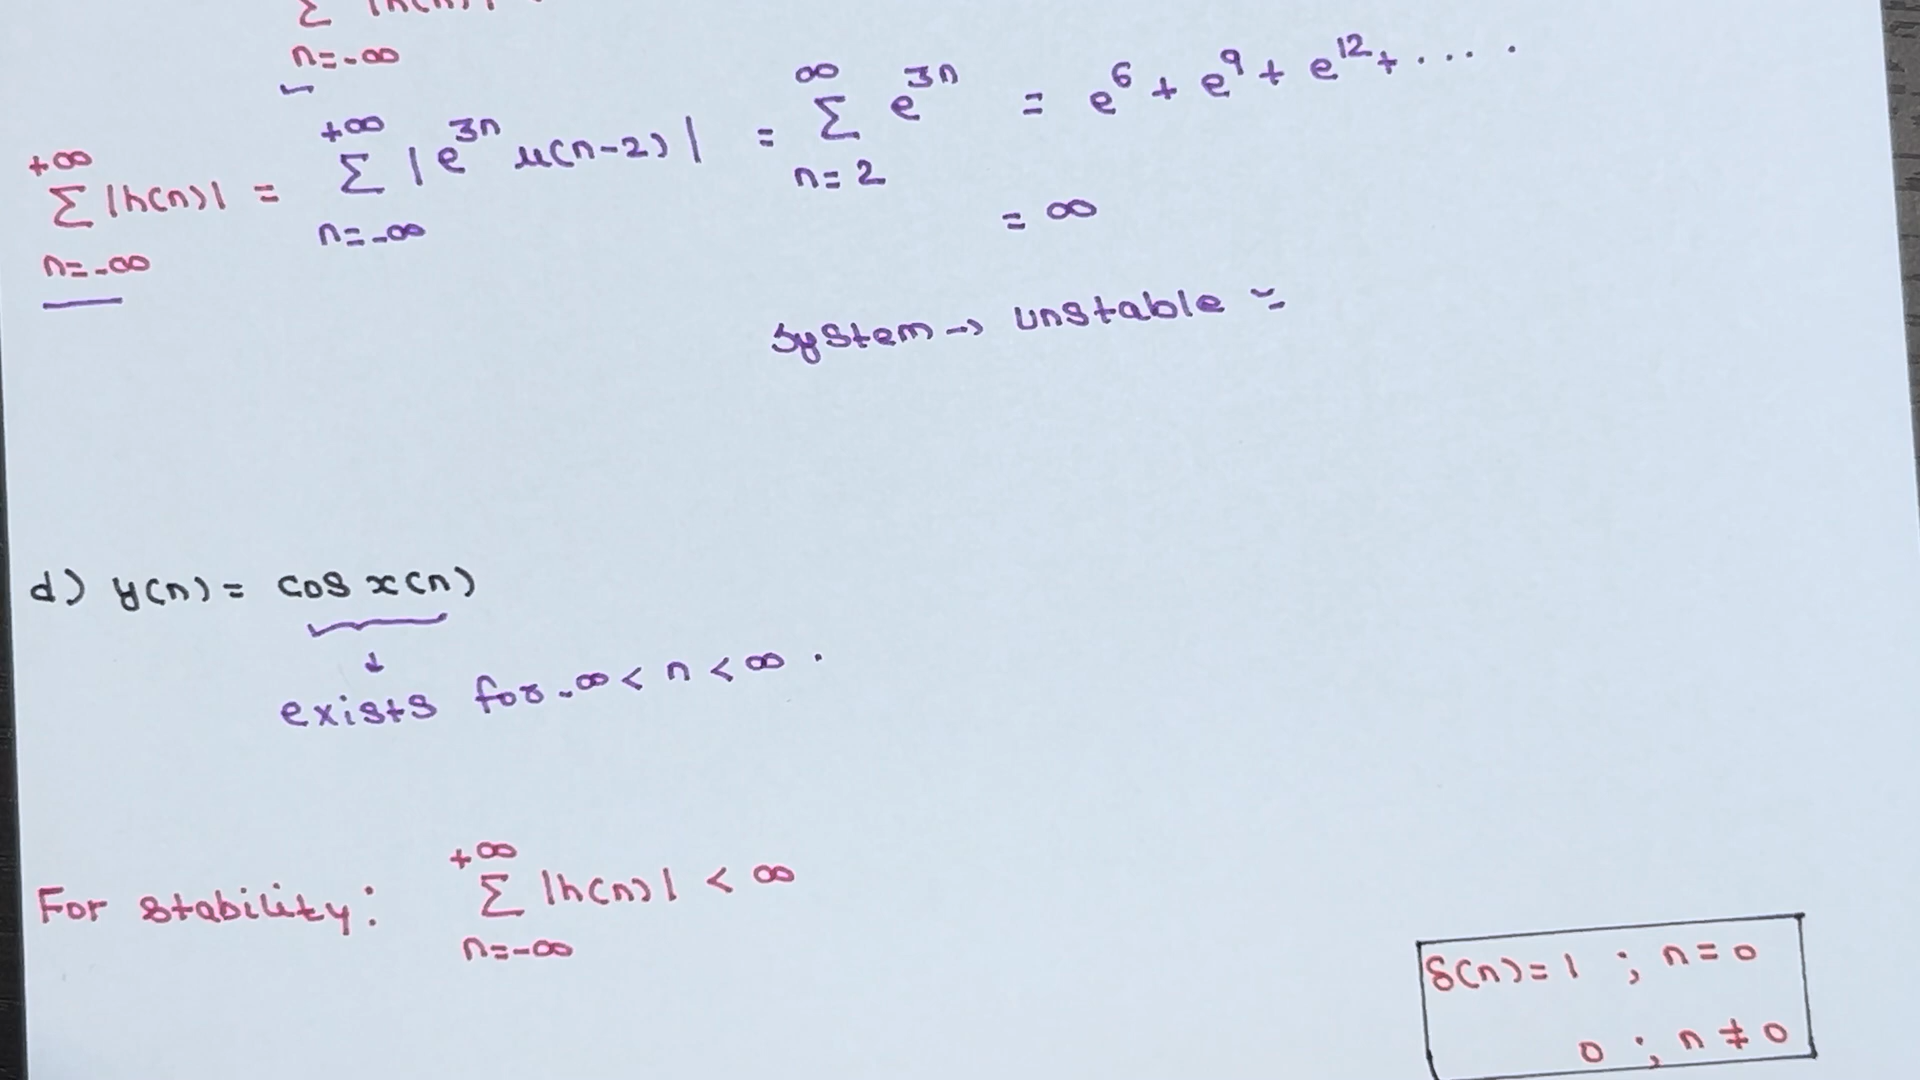 Σ |h(n)|
n=-∞
+∞ Σ n=-∞ |h(n)| = +∞ Σ n=-∞ |e^3n u(n-2)| = ∞ Σ n=2 e^3n = e^6 + e^9 + e^12 + .....
= ∞
System → unstable
d) y(n) = cos x(n)
↓
exists for -∞ < n < ∞ .
For stability: +∞ Σ n=-∞ |h(n)| < ∞
δ(n) = 1 ; n = 0
0 ; n ≠ 0